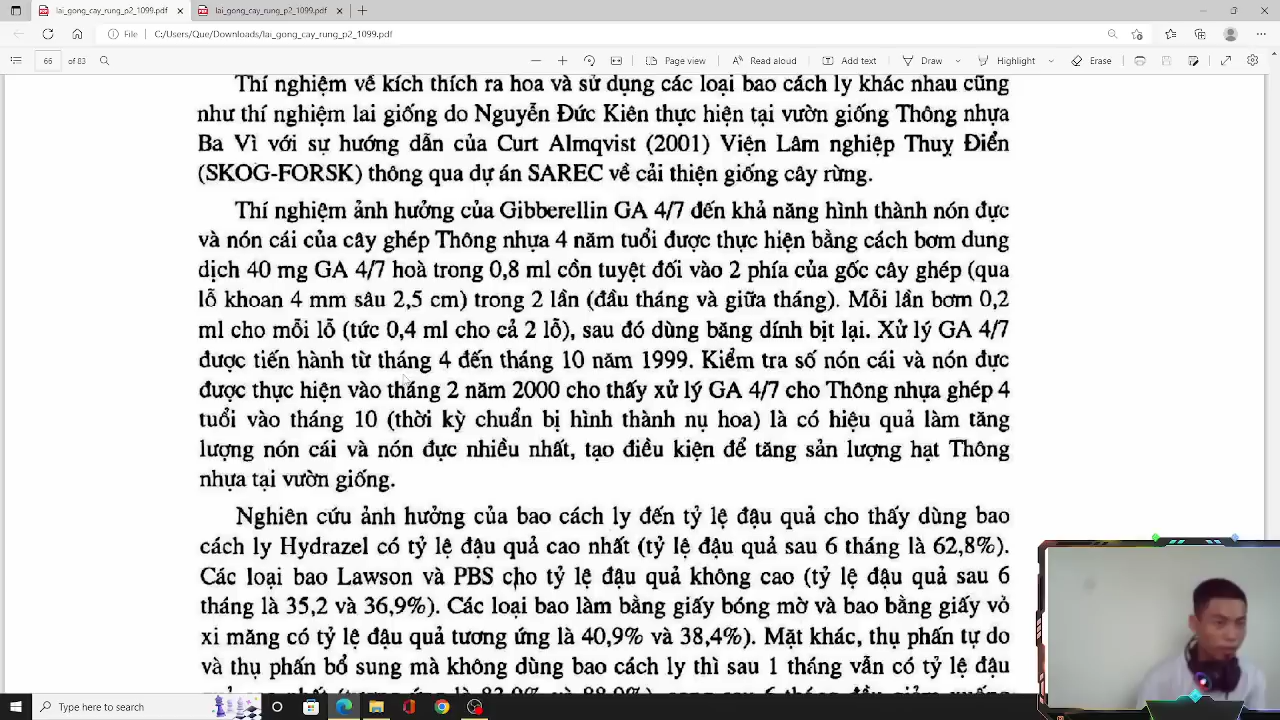 lai_gong_cay_rung_p2_1099.pdf
lai_gong_cay_rung_p2_1099.pdf
File
C:/Users/Que/Downloads/lai_gong_cay_rung_p2_1099.pdf
66 of 83
Page view
Read aloud
Add text
Draw
Highlight
Erase
Thí nghiệm về kích thích ra hoa và sử dụng các loại bao cách ly khác nhau cũng
như thí nghiệm lai giống do Nguyễn Đức Kiên thực hiện tại vườn giống Thông nhựa
Ba Vì với sự hướng dẫn của Curt Almqvist (2001) Viện Lâm nghiệp Thuỵ Điển
(SKOG-FORSK) thông qua dự án SAREC về cải thiện giống cây rừng.
Thí nghiệm ảnh hưởng của Gibberellin GA 4/7 đến khả năng hình thành nón đực
và nón cái của cây ghép Thông nhựa 4 năm tuổi được thực hiện bằng cách bơm dung
dịch 40 mg GA 4/7 hoà trong 0,8 ml cồn tuyệt đối vào 2 phía của gốc cây ghép (qua
lỗ khoan 4 mm sâu 2,5 cm) trong 2 lần (đầu tháng và giữa tháng). Mỗi lần bơm 0,2
ml cho mỗi lỗ (tức 0,4 ml cho cả 2 lỗ), sau đó dùng băng dính bịt lại. Xử lý GA 4/7
được tiến hành từ tháng 4 đến tháng 10 năm 1999. Kiểm tra số nón cái và nón đực
được thực hiện vào tháng 2 năm 2000 cho thấy xử lý GA 4/7 cho Thông nhựa ghép 4
tuổi vào tháng 10 (thời kỳ chuẩn bị hình thành nụ hoa) là có hiệu quả làm tăng
lượng nón cái và nón đực nhiều nhất, tạo điều kiện để tăng sản lượng hạt Thông
nhựa tại vườn giống.
Nghiên cứu ảnh hưởng của bao cách ly đến tỷ lệ đậu quả cho thấy dùng bao
cách ly Hydrazel có tỷ lệ đậu quả cao nhất (tỷ lệ đậu quả sau 6 tháng là 62,8%).
Các loại bao Lawson và PBS cho tỷ lệ đậu quả không cao (tỷ lệ đậu quả sau 6
tháng là 35,2 và 36,9%). Các loại bao làm bằng giấy bóng mờ và bao bằng giấy vỏ
xi măng có tỷ lệ đậu quả tương ứng là 40,9% và 38,4%). Mặt khác, thụ phấn tự do
và thụ phấn bổ sung mà không dùng bao cách ly thì sau 1 tháng vẫn có tỷ lệ đậu
Type here to search